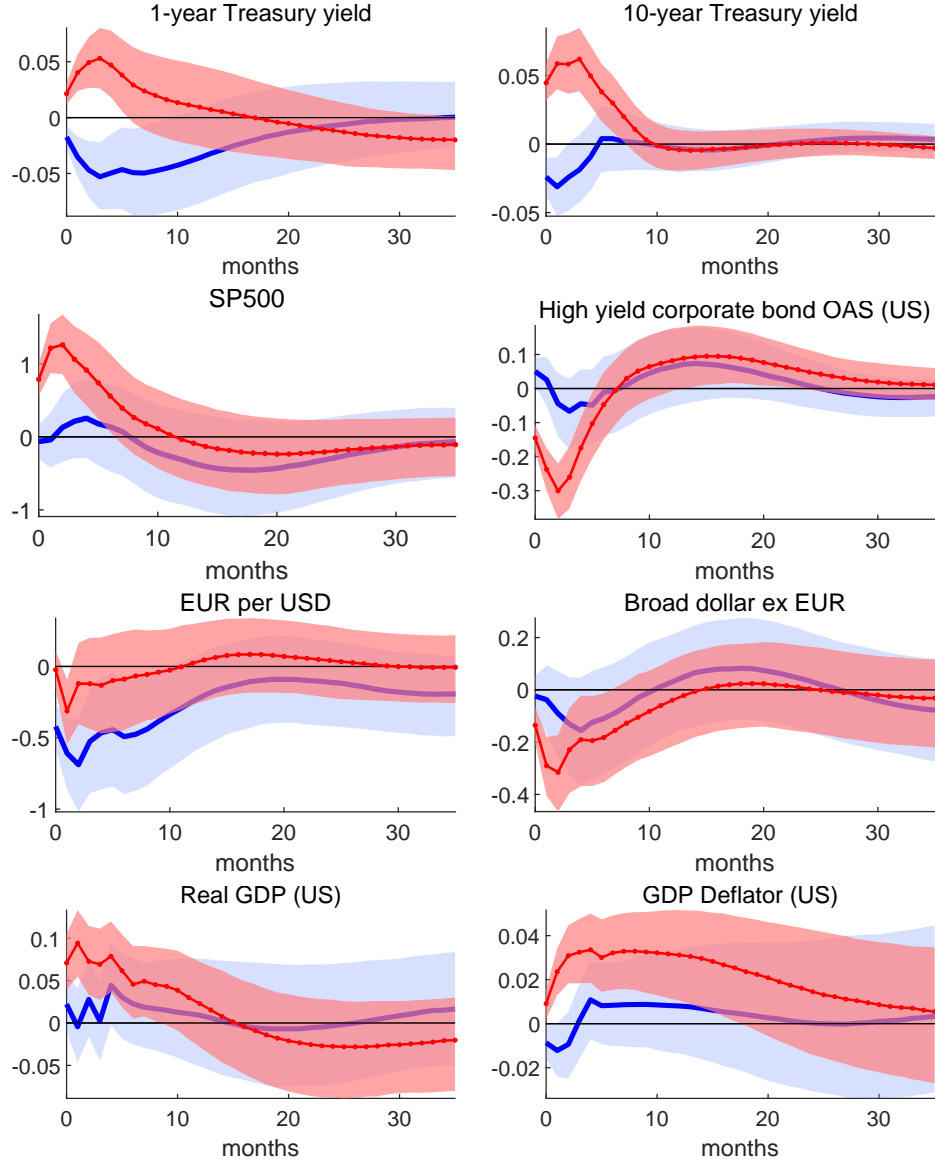 1-year Treasury yield
10-year Treasury yield
0.05
0
-0.05
0.05
0
-0.05
0 10 20 30
0 10 20 30
months
months
SP500
High yield corporate bond OAS (US)
1
0
-1
0.1
0
-0.1
-0.2
-0.3
0 10 20 30
0 10 20 30
months
months
EUR per USD
Broad dollar ex EUR
0
-0.5
-1
0.2
0
-0.2
-0.4
0 10 20 30
0 10 20 30
months
months
Real GDP (US)
GDP Deflator (US)
0.1
0.05
0
-0.05
0.04
0.02
0
-0.02
0 10 20 30
0 10 20 30
months
months